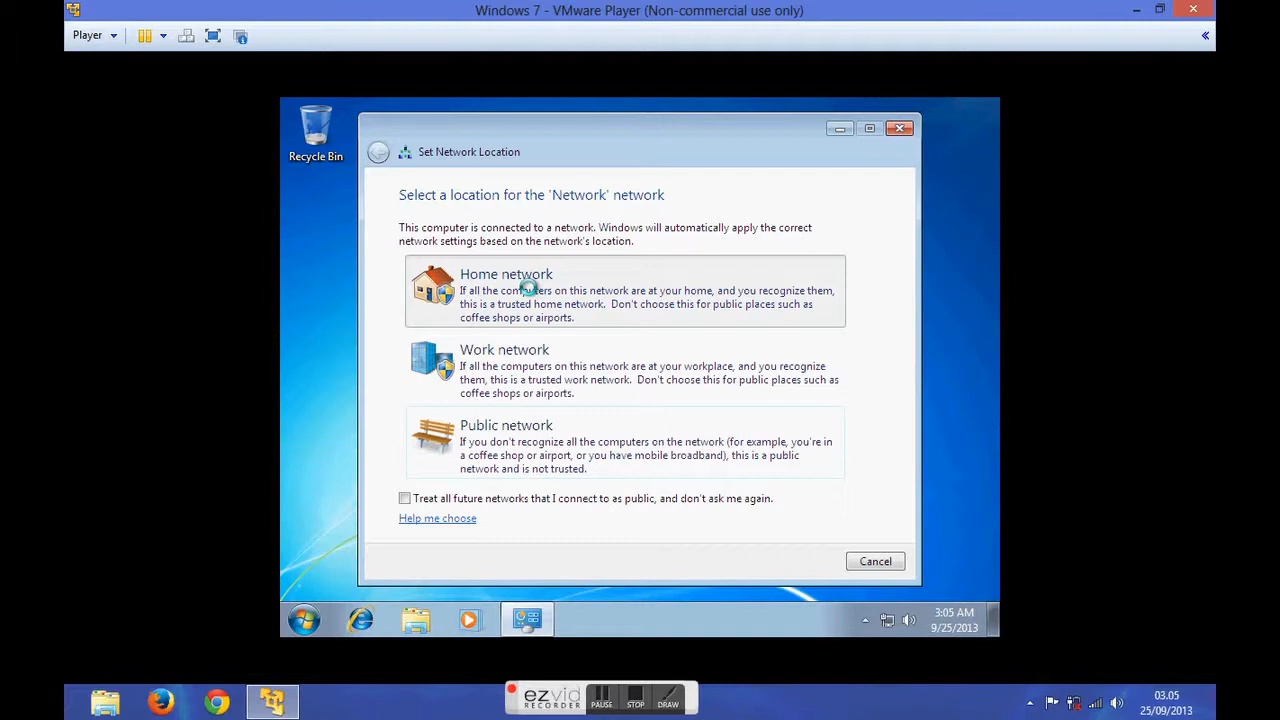 Windows 7 - VMware Player (Non-commercial use only)
Player
Recycle Bin
Set Network Location
Select a location for the 'Network' network
This computer is connected to a network. Windows will automatically apply the correct
network settings based on the network's location.
Home network
If all the computers on this network are at your home, and you recognize them,
this is a trusted home network. Don't choose this for public places such as
coffee shops or airports.
Work network
If all the computers on this network are at your workplace, and you recognize
them, this is a trusted work network. Don't choose this for public places such as
coffee shops or airports.
Public network
If you don't recognize all the computers on the network (for example, you're in
a coffee shop or airport, or you have mobile broadband), this is a public
network and is not trusted.
Treat all future networks that I connect to as public, and don't ask me again.
Help me choose
Cancel
3:05 AM
9/25/2013
ezvid
RECORDER
PAUSE
STOP
DRAW
03.05
25/09/2013